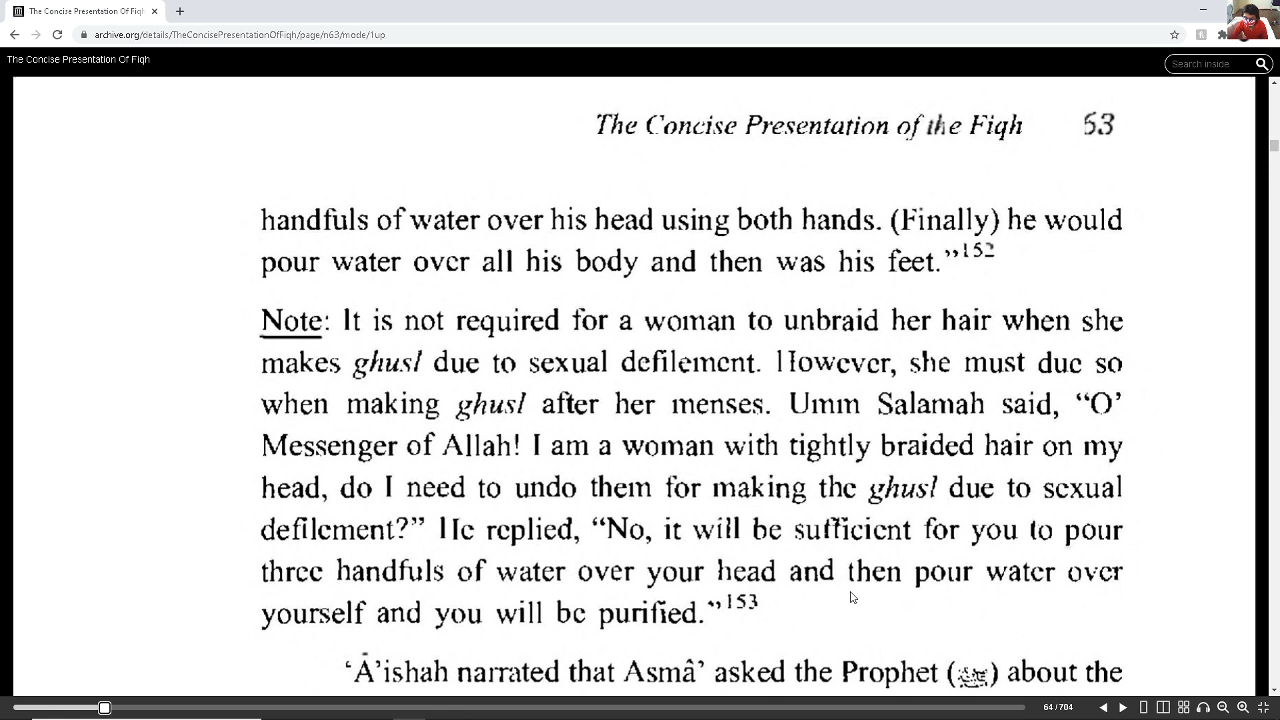 The Concise Presentation Of Fiqh
archive.org/details/TheConcisePresentationOfFiqh/page/n63/mode/1up
The Concise Presentation Of Fiqh
Search inside
The Concise Presentation of the Fiqh 53
handfuls of water over his head using both hands. (Finally) he would
pour water over all his body and then was his feet.”152
Note: It is not required for a woman to unbraid her hair when she
makes ghusl due to sexual defilement. However, she must due so
when making ghusl after her menses. Umm Salamah said, “O’
Messenger of Allah! I am a woman with tightly braided hair on my
head, do I need to undo them for making the ghusl due to sexual
defilement?” He replied, “No, it will be sufficient for you to pour
three handfuls of water over your head and then pour water over
yourself and you will be purified.”153
‘Ā’ishah narrated that Asmâ’ asked the Prophet (ﷺ) about the
64 / 704